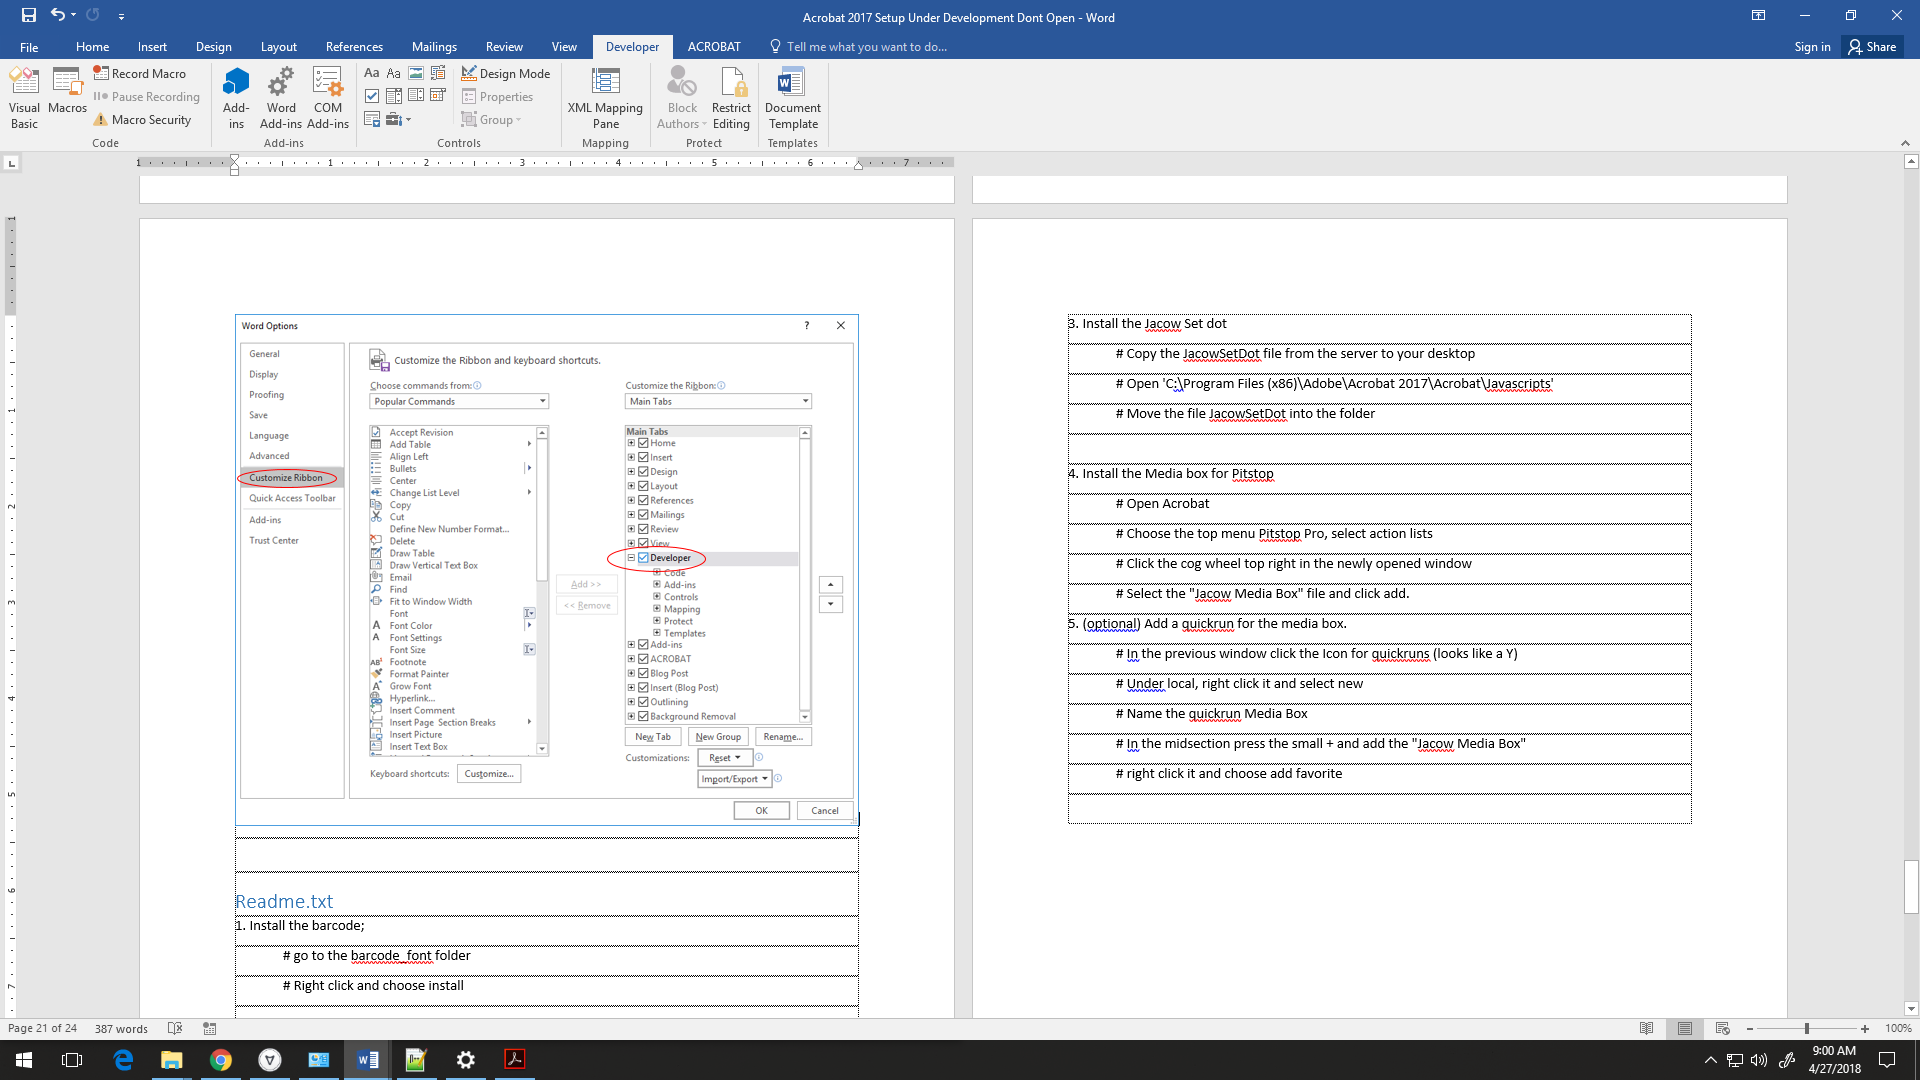 Acrobat 2017 Setup Under Development Dont Open - Word
File Home Insert Design Layout References Mailings Review View Developer ACROBAT Tell me what you want to do... Sign in Share
Visual Basic
Macros
Record Macro
Pause Recording
Macro Security
Code
Add-ins
Word Add-ins
COM Add-ins
Add-ins
Aa Aa
Design Mode
Properties
Group
Controls
XML Mapping Pane
Mapping
Block Authors
Restrict Editing
Protect
Document Template
Templates
1 1 2 3 4 5 6 7
Word Options ?
General
Display
Proofing
Save
Language
Advanced
Customize Ribbon
Quick Access Toolbar
Add-ins
Trust Center
Customize the Ribbon and keyboard shortcuts.
Choose commands from:
Popular Commands
Accept Revision
Add Table
Align Left
Bullets
Center
Change List Level
Copy
Cut
Define New Number Format...
Delete
Draw Table
Draw Vertical Text Box
Email
Find
Fit to Window Width
Font
Font Color
Font Settings
Font Size
Footnote
Format Painter
Grow Font
Hyperlink...
Insert Comment
Insert Page Section Breaks
Insert Picture
Insert Text Box
Keyboard shortcuts: Customize...
Add >>
<< Remove
Customize the Ribbon:
Main Tabs
Main Tabs
Home
Insert
Design
Layout
References
Mailings
Review
View
Developer
Code
Add-ins
Controls
Mapping
Protect
Templates
Add-ins
ACROBAT
Blog Post
Insert (Blog Post)
Outlining
Background Removal
New Tab New Group Rename...
Customizations: Reset
Import/Export
OK Cancel
Readme.txt
1. Install the barcode;
# go to the barcode_font folder
# Right click and choose install
3. Install the Jacow Set dot
# Copy the JacowSetDot file from the server to your desktop
# Open 'C:\Program Files (x86)\Adobe\Acrobat 2017\Acrobat\Javascripts'
# Move the file JacowSetDot into the folder
4. Install the Media box for Pitstop
# Open Acrobat
# Choose the top menu Pitstop Pro, select action lists
# Click the cog wheel top right in the newly opened window
# Select the "Jacow Media Box" file and click add.
5. (optional) Add a quickrun for the media box.
# In the previous window click the Icon for quickruns (looks like a Y)
# Under local, right click it and select new
# Name the quickrun Media Box
# In the midsection press the small + and add the "Jacow Media Box"
# right click it and choose add favorite
Page 21 of 24 387 words 100%
9:00 AM
4/27/2018